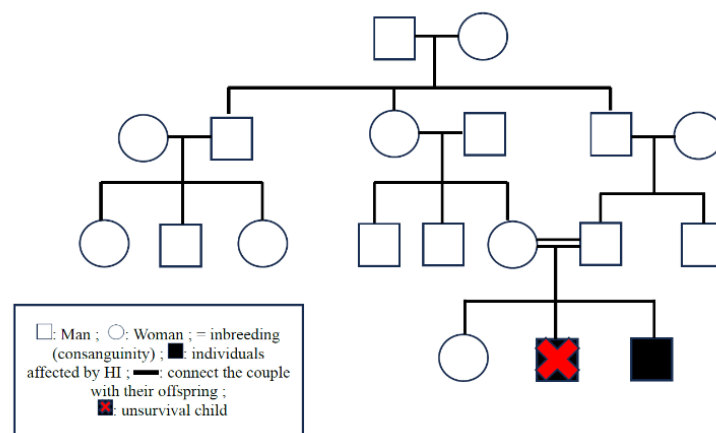 □: Man ; ○: Woman ; = inbreeding
(consanguinity) ; ■: individuals
affected by HI ; ▬: connect the couple
with their offspring ;
: unsurvival child